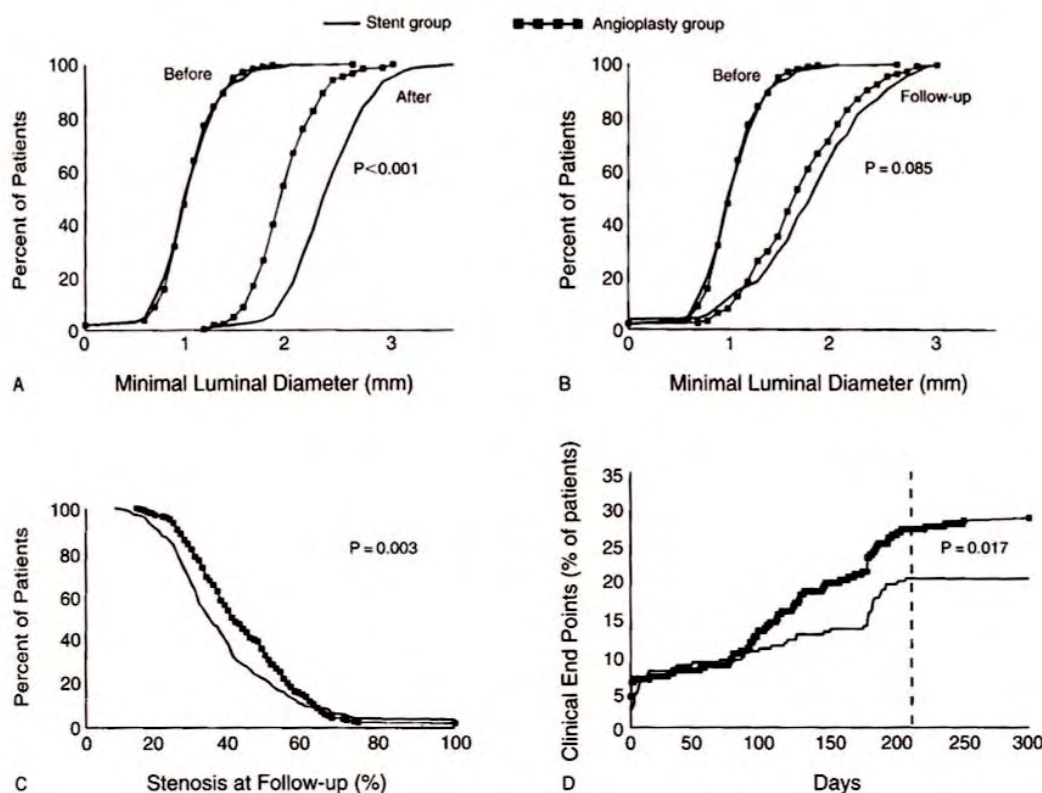 Stent group Angioplasty group
Percent of Patients
100
80
60
40
20
0
Before
After
P<0.001
0 1 2 3
A Minimal Luminal Diameter (mm)
Percent of Patients
100
80
60
40
20
0
Before
Follow-up
P = 0.085
0 1 2 3
B Minimal Luminal Diameter (mm)
Percent of Patients
100
80
60
40
20
0
P = 0.003
0 20 40 60 80 100
C Stenosis at Follow-up (%)
Clinical End Points (% of patients)
35
30
25
20
15
10
5
0
P = 0.017
0 50 100 150 200 250 300
D Days